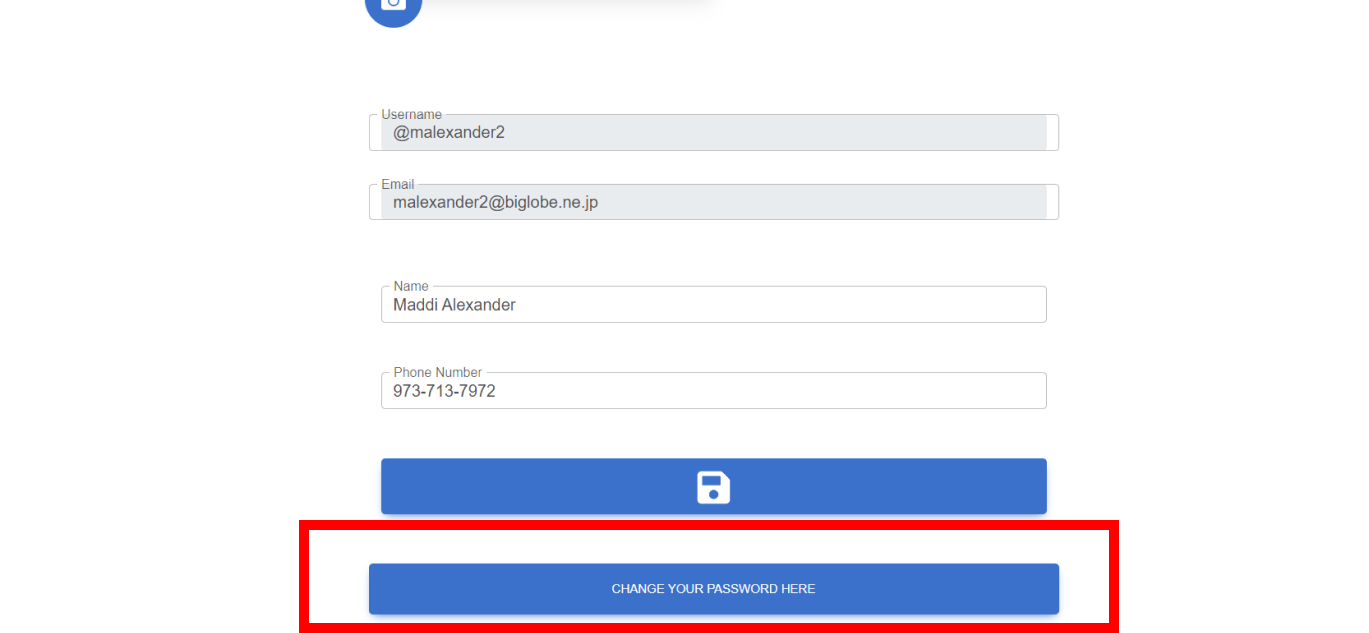 Username
@malexander2
Email
malexander2@biglobe.ne.jp
Name
Maddi Alexander
Phone Number
973-713-7972
CHANGE YOUR PASSWORD HERE